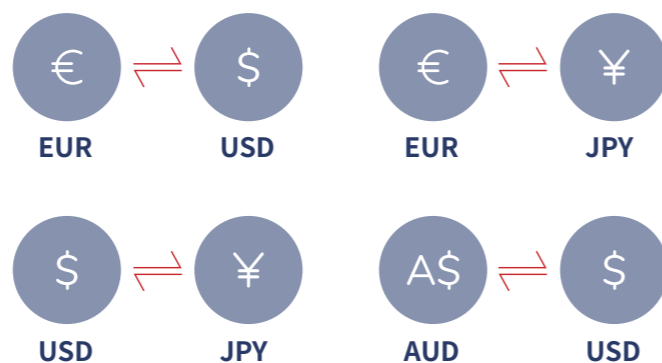 € $ € ¥
EUR USD EUR JPY
$ ¥ A$ $
USD JPY AUD USD